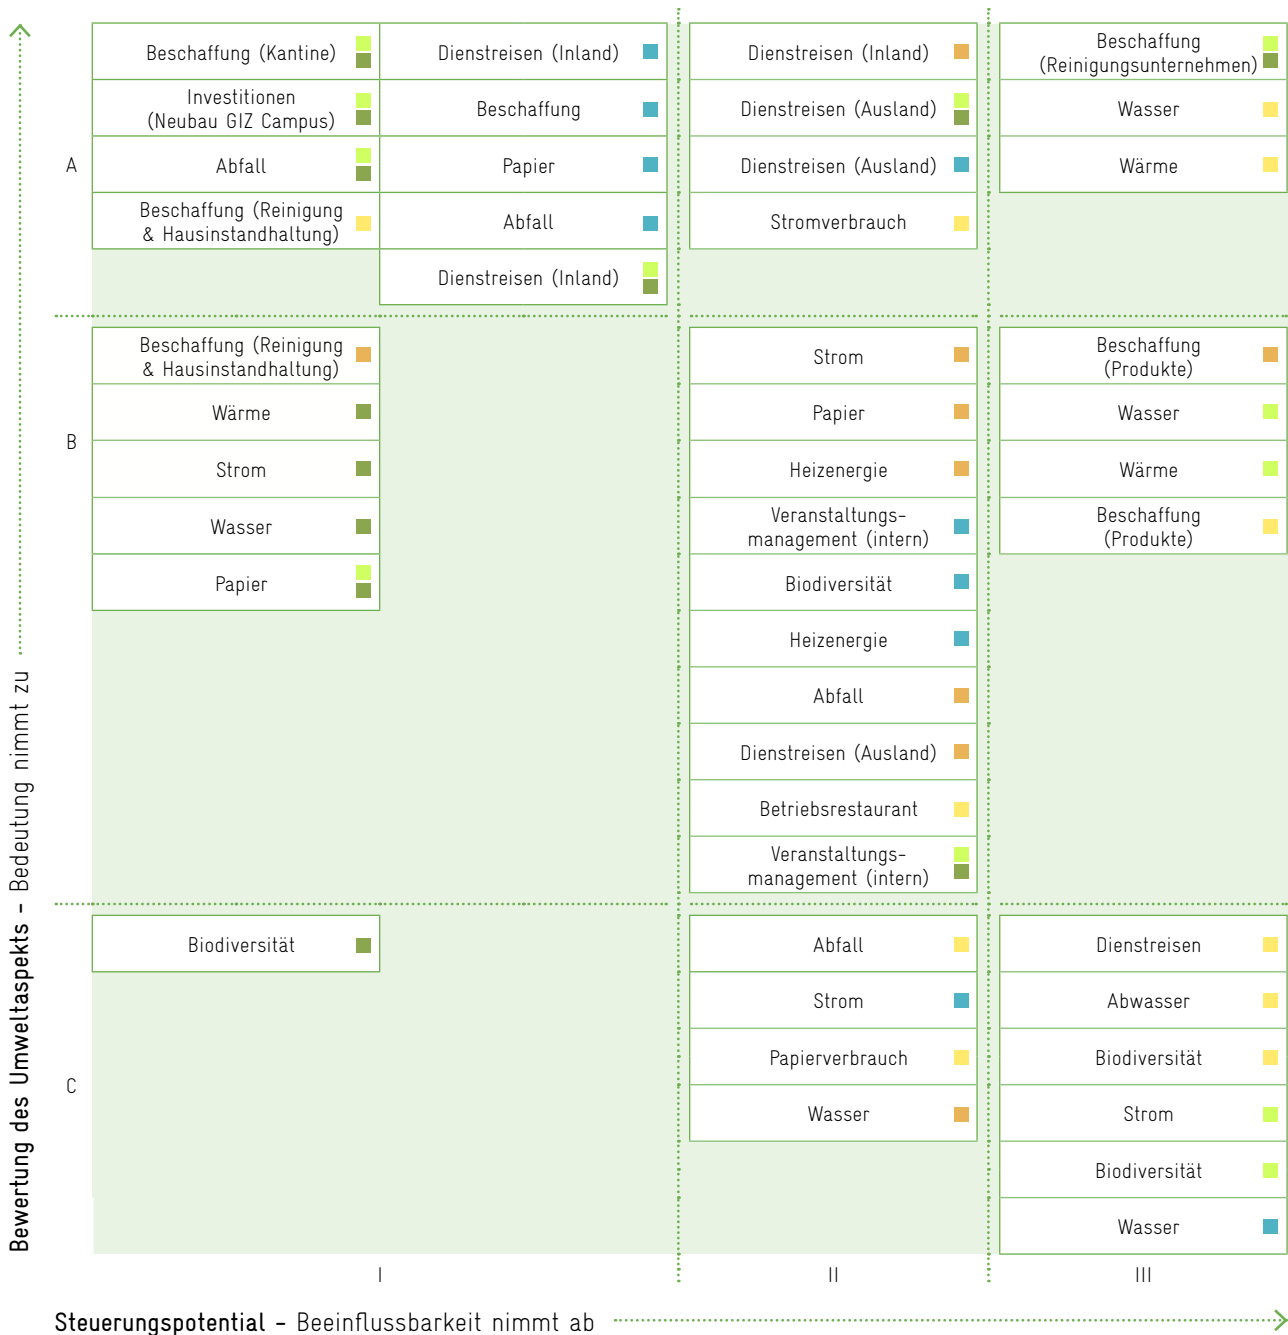 Beschaffung (Kantine)
Investitionen
(Neubau GIZ Campus)
Abfall
Beschaffung (Reinigung
& Hausinstandhaltung)
Dienstreisen (Inland)
Beschaffung
Papier
Abfall
Dienstreisen (Inland)
Dienstreisen (Inland)
Dienstreisen (Ausland)
Dienstreisen (Ausland)
Stromverbrauch
Beschaffung
(Reinigungsunternehmen)
Wasser
Wärme
A
Beschaffung (Reinigung
& Hausinstandhaltung)
Wärme
Strom
Wasser
Papier
Strom
Papier
Heizenergie
Veranstaltungs-
management (intern)
Biodiversität
Heizenergie
Abfall
Dienstreisen (Ausland)
Betriebsrestaurant
Veranstaltungs-
management (intern)
Beschaffung
(Produkte)
Wasser
Wärme
Beschaffung
(Produkte)
B
Biodiversität
Abfall
Strom
Papierverbrauch
Wasser
Dienstreisen
Abwasser
Biodiversität
Strom
Biodiversität
Wasser
C
I
II
III
Bewertung des Umweltaspekts – Bedeutung nimmt zu
Steuerungspotential – Beeinflussbarkeit nimmt ab